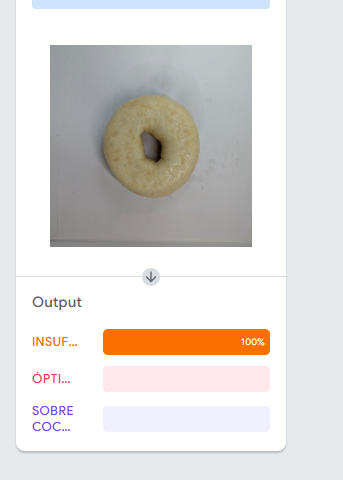 Output
INSUF...
100%
ÓPTI...
SOBRE
COC...